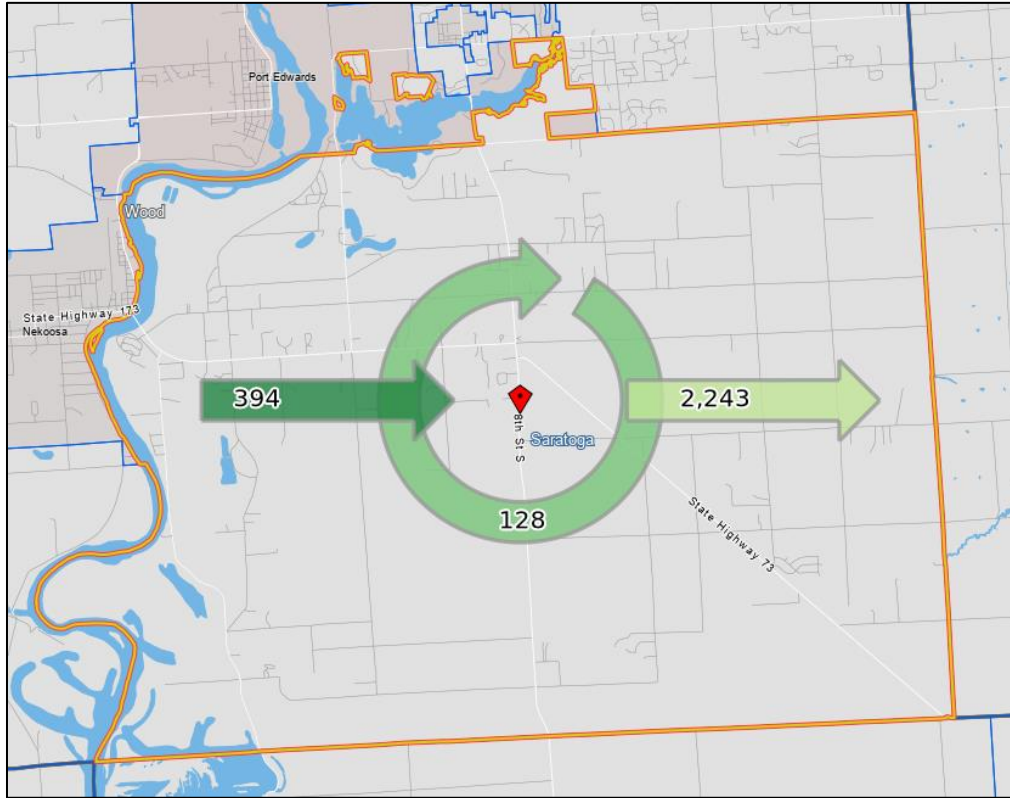 Port Edwards
Wood
State Highway 173
Nekoosa
394
2,243
8th St S
Saratoga
128
State Highway 73